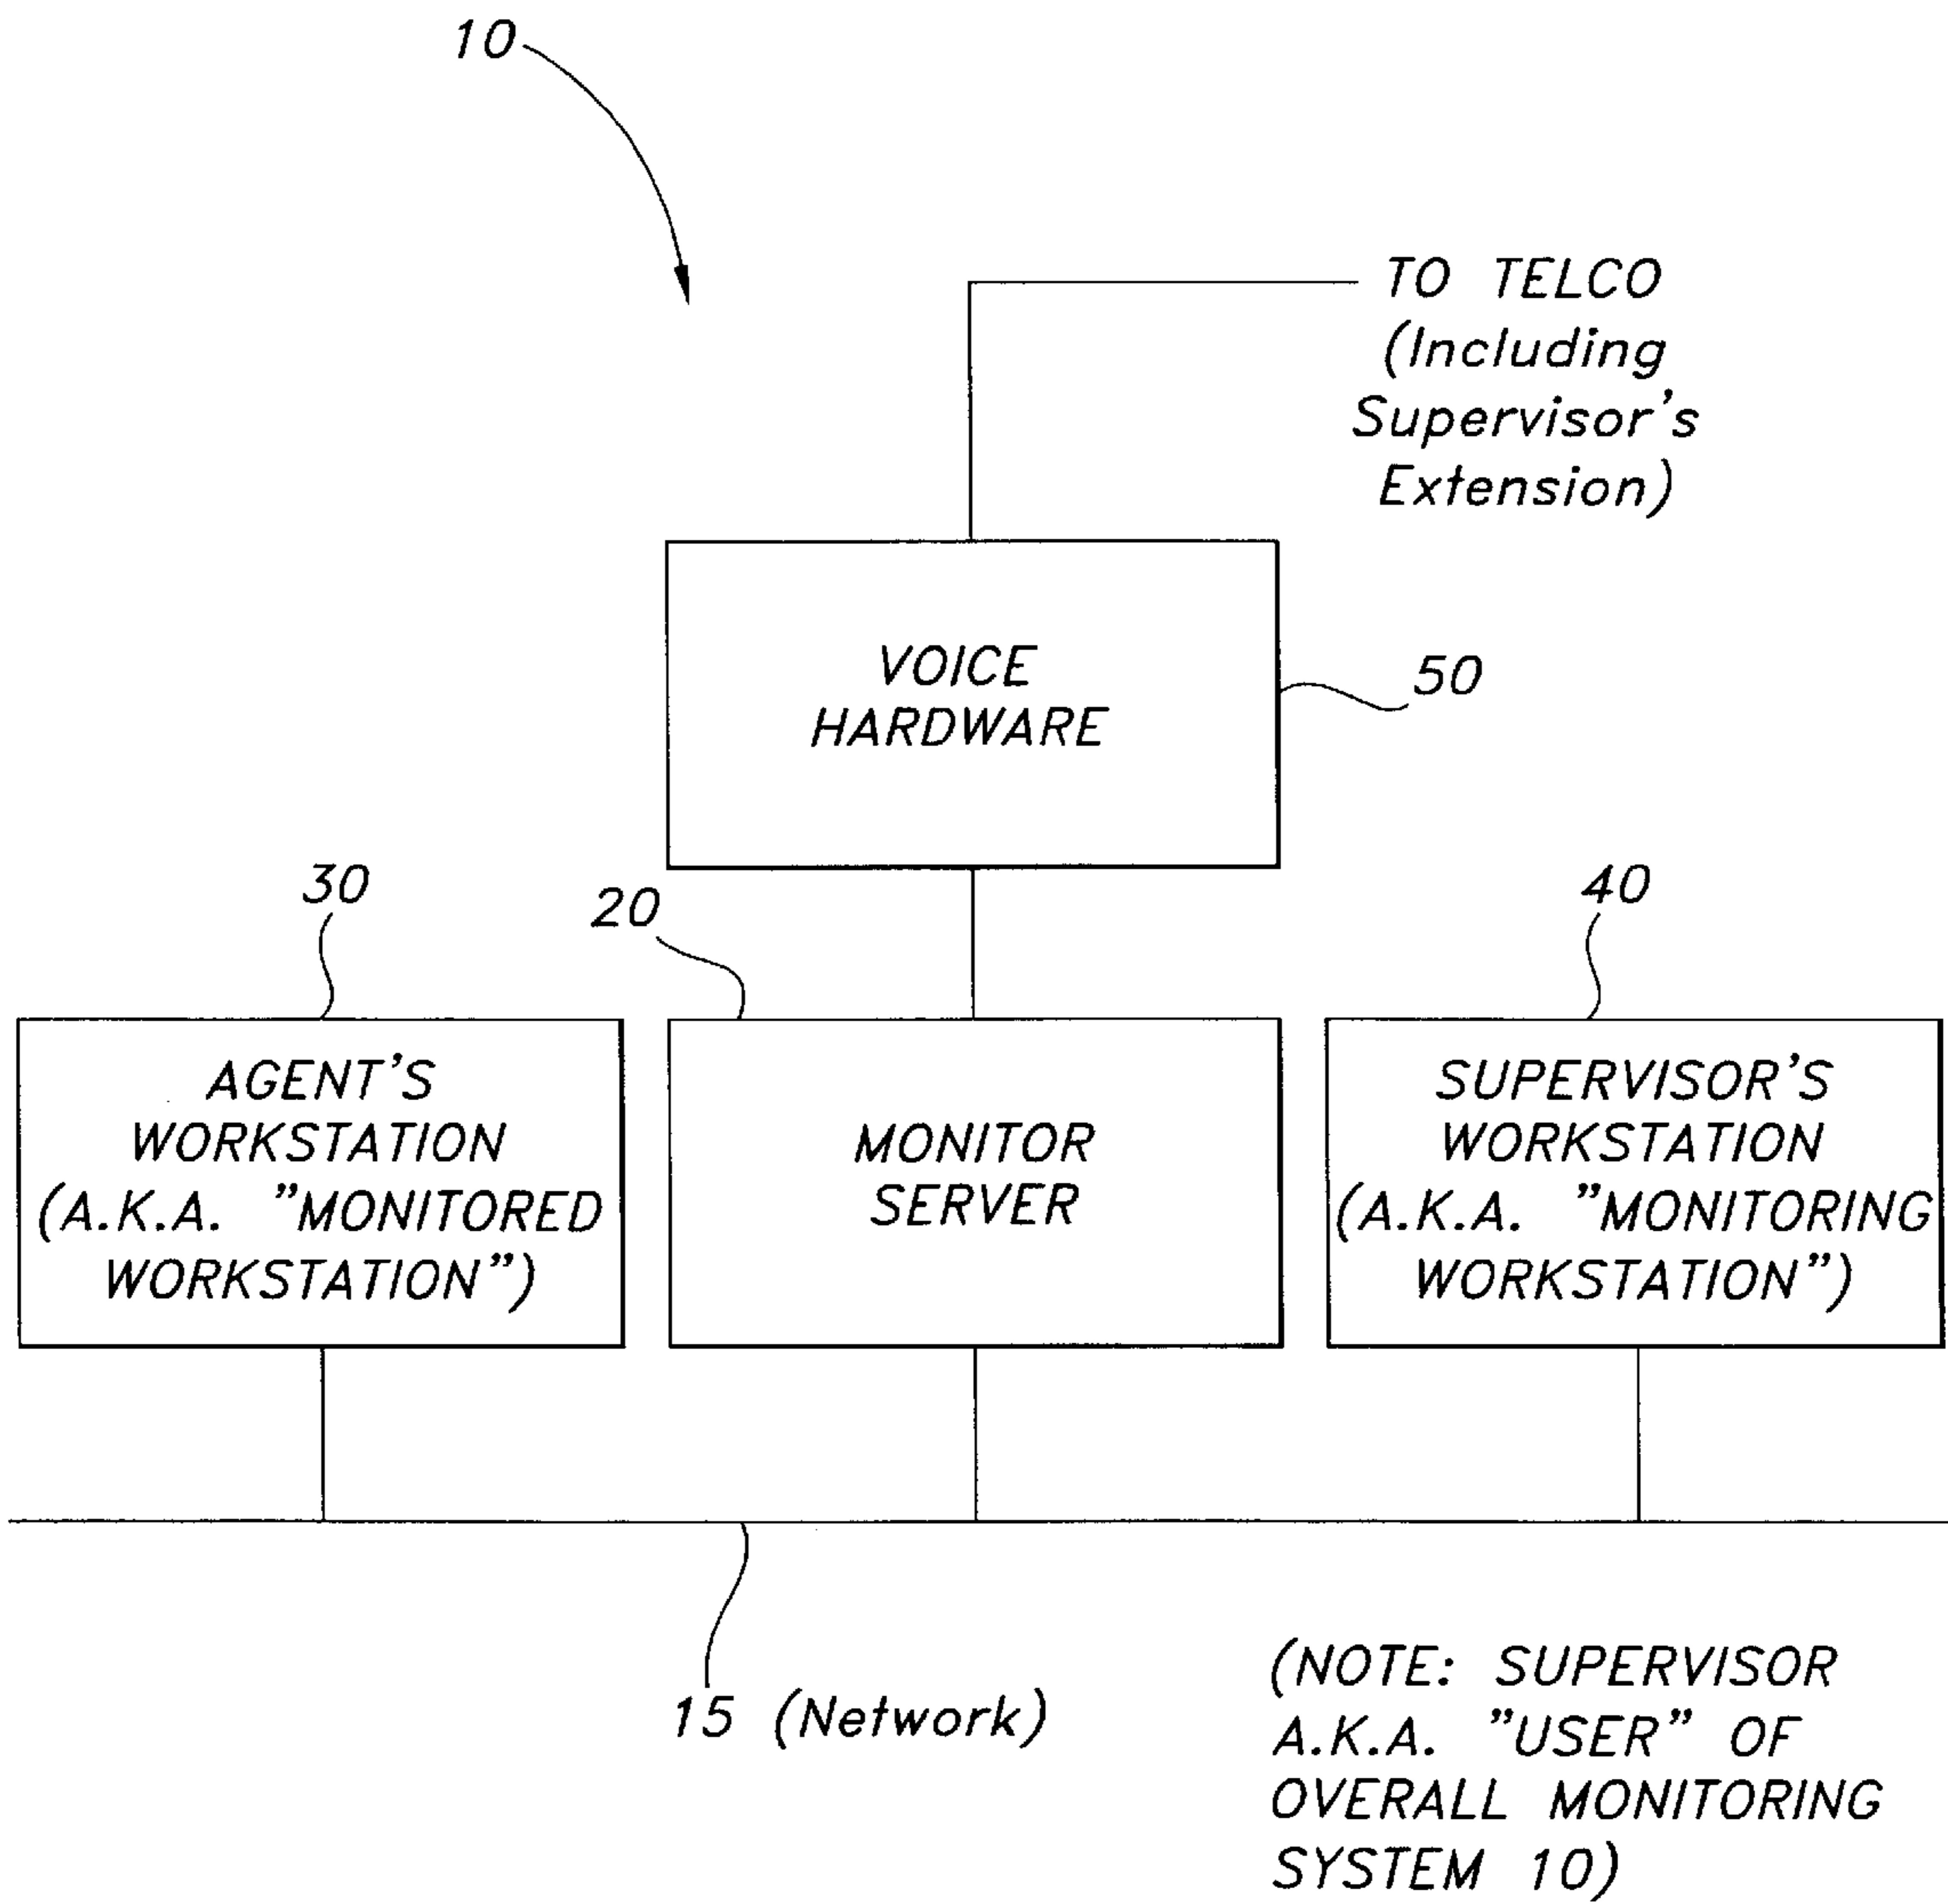 10
TO TELCO
(Including
Supervisor's
Extension)
VOICE
HARDWARE
50
30
20
40
AGENT'S
WORKSTATION
(A.K.A. "MONITORED
WORKSTATION")
MONITOR
SERVER
SUPERVISOR'S
WORKSTATION
(A.K.A. "MONITORING
WORKSTATION")
15 (Network)
(NOTE: SUPERVISOR
A.K.A. "USER" OF
OVERALL MONITORING
SYSTEM 10)